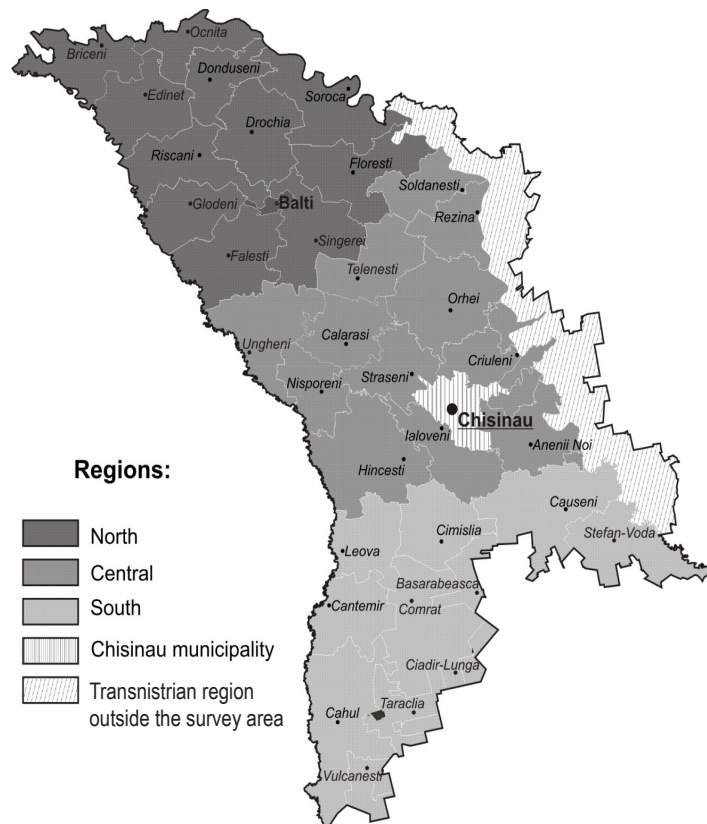 Ocnita
Briceni
Donduseni
Edinet
Soroca
Drochia
Riscani
Floresti
Soldanesti
Glodeni
Balti
Rezina
Singerei
Falesti
Telenesti
Orhei
Calarasi
Ungheni
Criuleni
Straseni
Nisporeni
Chisinau
Ialoveni
Anenii Noi
Hincesti
Regions:
North
Central
South
Chisinau municipality
Transnistrian region
outside the survey area
Causeni
Stefan-Voda
Cimislia
Leova
Basarabeasca
Cantemir
Comrat
Ciadir-Lunga
Taraclia
Cahul
Vulcanesti